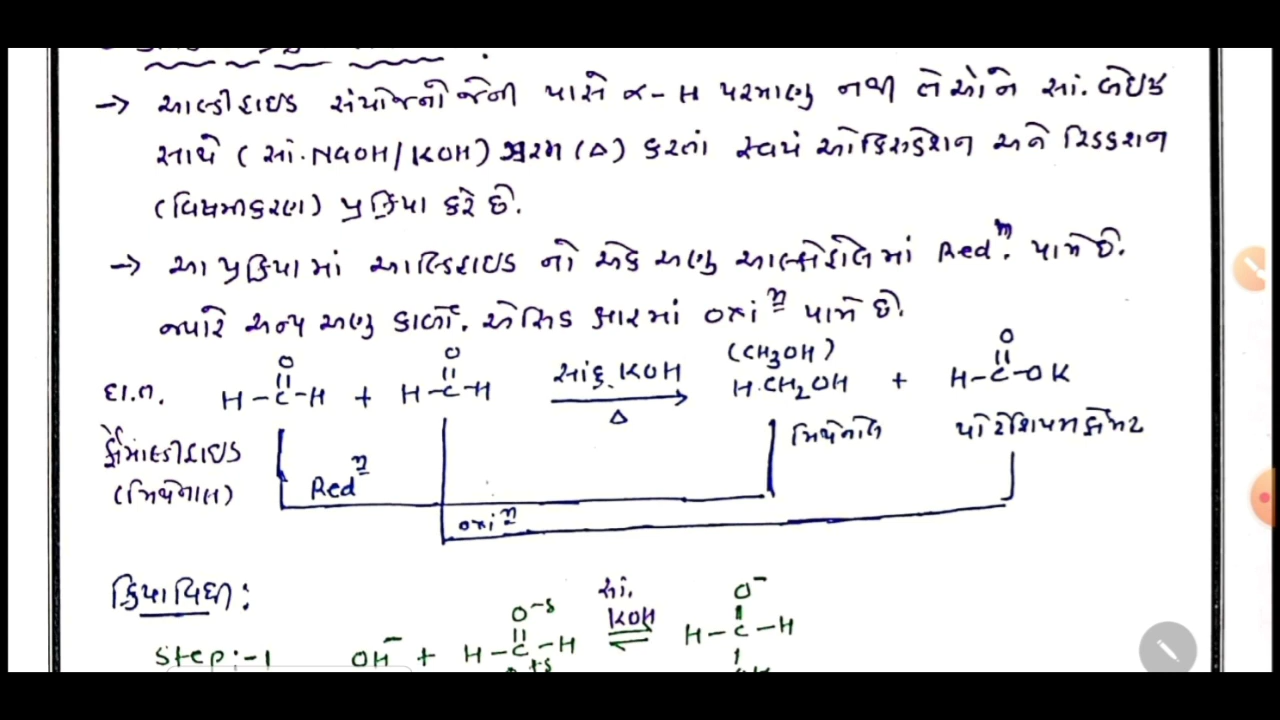 → આલ્ડીહાઇડ સંયોજનો જેની પાસે α-H પરમાણુ નથી તેઓને સાં. બેઇઝ
સાથે (સાં.NaOH/KOH) ગરમ (Δ) કરતાં સ્વયં ઓક્સિડેશન અને રિડક્શન
(વિષમીકરણ) પ્રક્રિયા કરે છે.
→ આ પ્રક્રિયામાં આલ્ડિહાઇડ નો એક અણુ આલ્કોહોલમાં Redⁿ. પામે છે.
જ્યારે અન્ય અણુ કાર્બો. એસિડ ક્ષારમાં oxiⁿ પામે છે.
દા.ત. H-C(=O)-H + H-C(=O)-H સાંદ્ર KOH Δ → (CH₃OH) H.CH₂OH + H-C(=O)-OK
ફોર્માલ્ડીહાઇડ (મિથેનાલ) મિથેનોલ પોટેશિયમ ફોર્મેટ
Redⁿ
oxiⁿ
ક્રિયાવિધી:
Step:-1 OH⁻ + H-C(=O)-H સાં. KOH ⇌ H-C(O⁻)-H